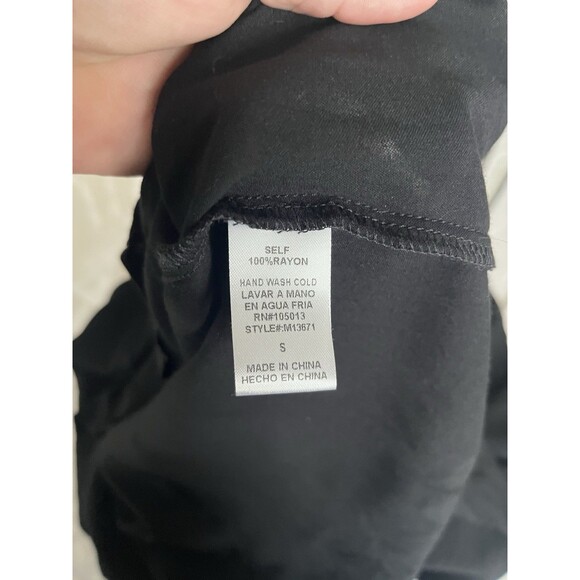 SELF
100%RAYON
HAND WASH COLD
LAVAR A MANO
EN AGUA FRIA
RN#105013
STYLE#:M13671
S
MADE IN CHINA
HECHO EN CHINA